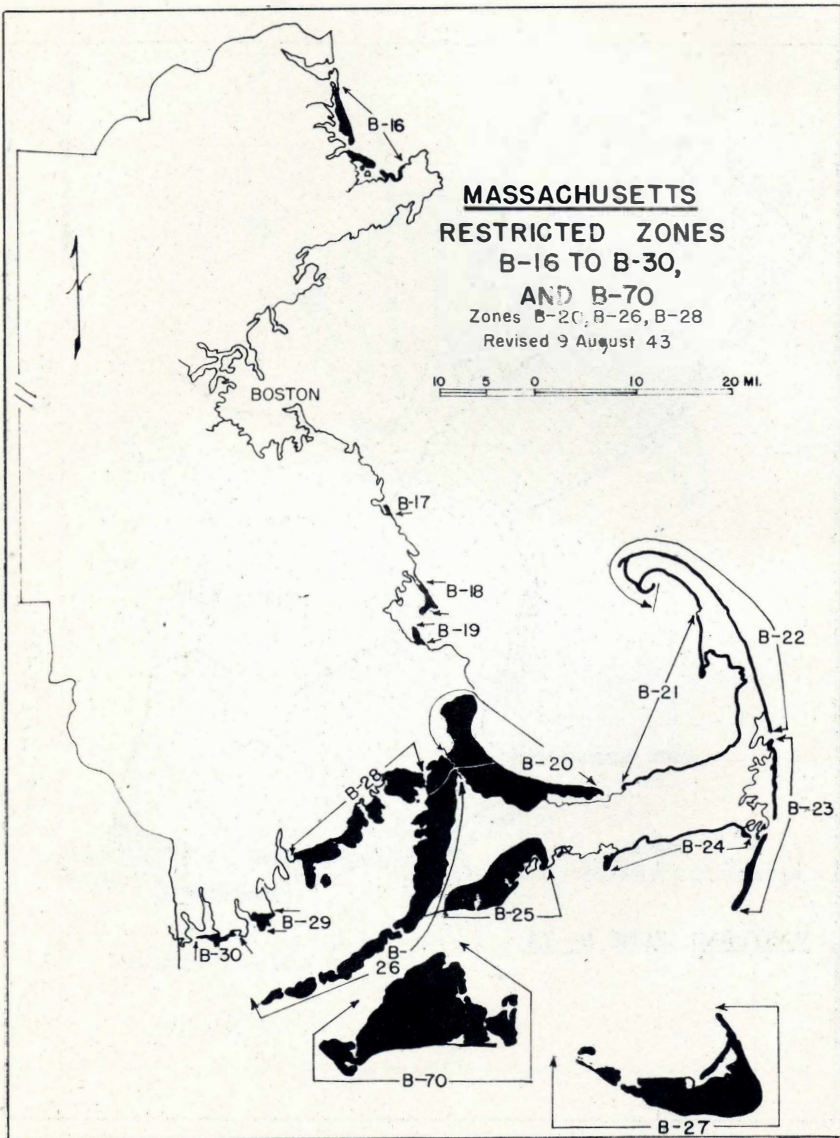 B-16
MASSACHUSETTS
RESTRICTED ZONES
B-16 TO B-30,
AND B-70
Zones B-20, B-26, B-28
Revised 9 August 43
10 5 0 10 20 MI.
BOSTON
B-17
B-18
B-19
B-22
B-21
B-20
B-28
B-23
B-24
B-25
B-29
B-30
B-
26
B-70
B-27